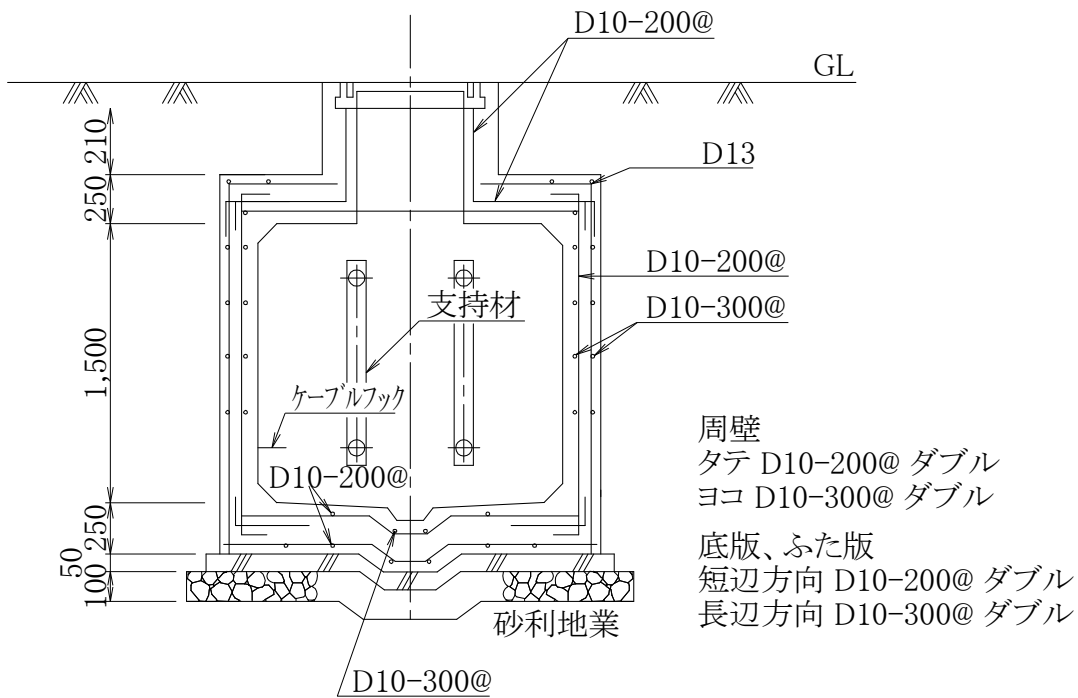 D10-200@
GL
210
D13
250
D10-200@
支持材
D10-300@
1,500
ケーブルフック
周壁
タテ D10-200@ ダブル
ヨコ D10-300@ ダブル
D10-200@
250
底版、ふた版
短辺方向 D10-200@ ダブル
長辺方向 D10-300@ ダブル
50
100
砂利地業
D10-300@